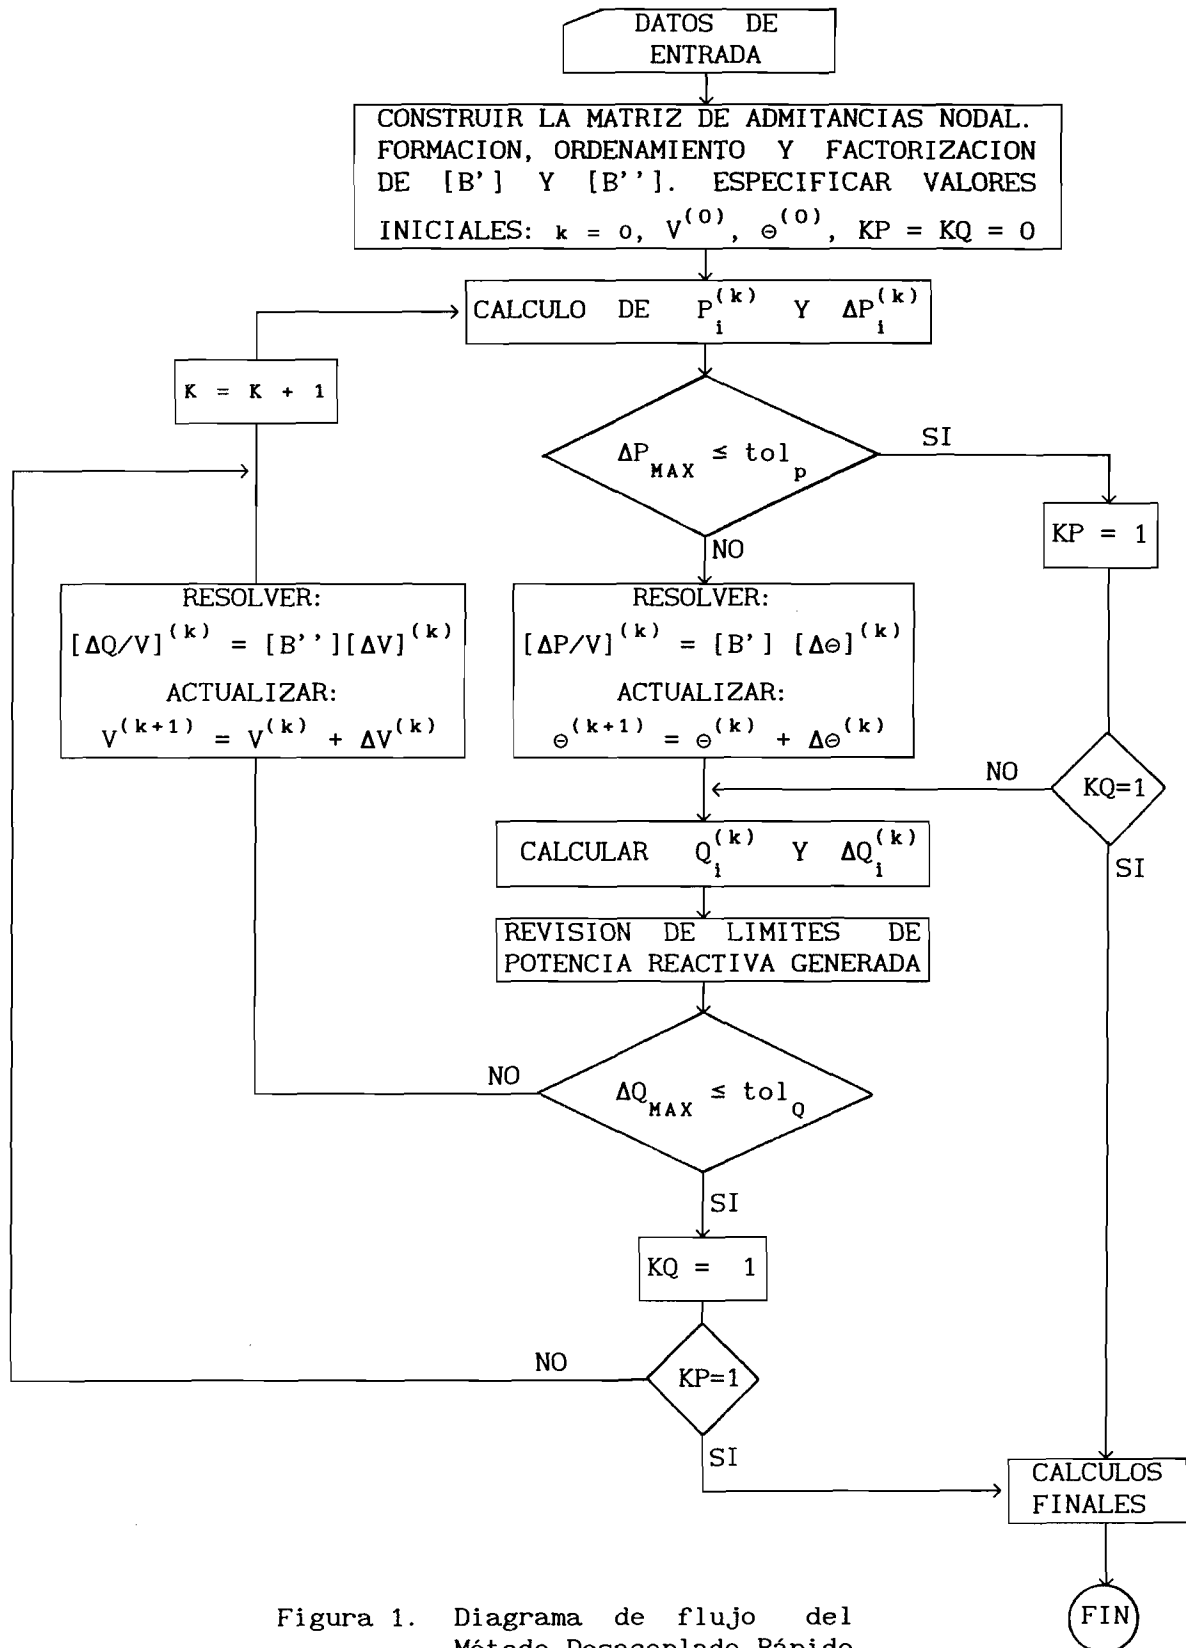 DATOS DE
ENTRADA
CONSTRUIR LA MATRIZ DE ADMITANCIAS NODAL.
FORMACION, ORDENAMIENTO Y FACTORIZACION
DE [B'] Y [B'']. ESPECIFICAR VALORES
INICIALES: k = 0, V^(0), Θ^(0), KP = KQ = 0
CALCULO DE P_i^(k) Y ΔP_i^(k)
K = K + 1
ΔP_MAX ≤ tol_p
SI
KP = 1
NO
RESOLVER:
[ΔQ/V]^(k) = [B''][ΔV]^(k)
ACTUALIZAR:
V^(k+1) = V^(k) + ΔV^(k)
RESOLVER:
[ΔP/V]^(k) = [B'] [ΔΘ]^(k)
ACTUALIZAR:
Θ^(k+1) = Θ^(k) + ΔΘ^(k)
NO
KQ=1
SI
CALCULAR Q_i^(k) Y ΔQ_i^(k)
REVISION DE LIMITES DE
POTENCIA REACTIVA GENERADA
NO
ΔQ_MAX ≤ tol_Q
SI
KQ = 1
NO
KP=1
SI
CALCULOS
FINALES
FIN
Figura 1. Diagrama de flujo del
Método Desacoplado Rápido